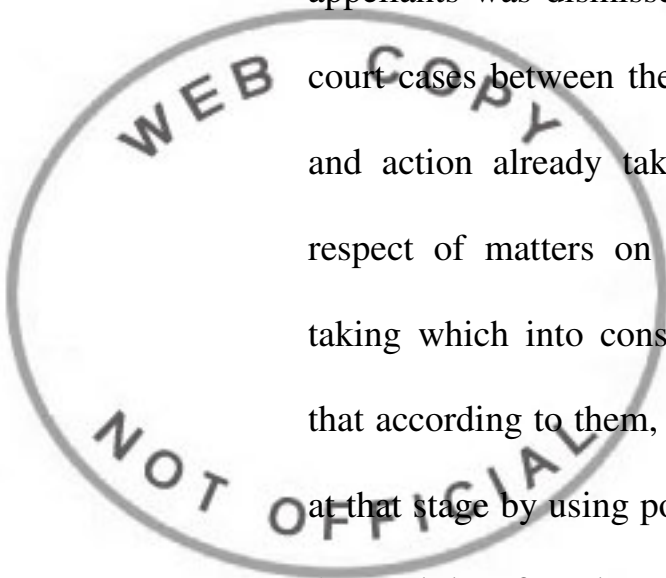 appellants was dismisse
WEB COPY
court cases between the
and action already tak
respect of matters on
taking which into cons
that according to them,
at that stage by using po
NOT OFFICIAL